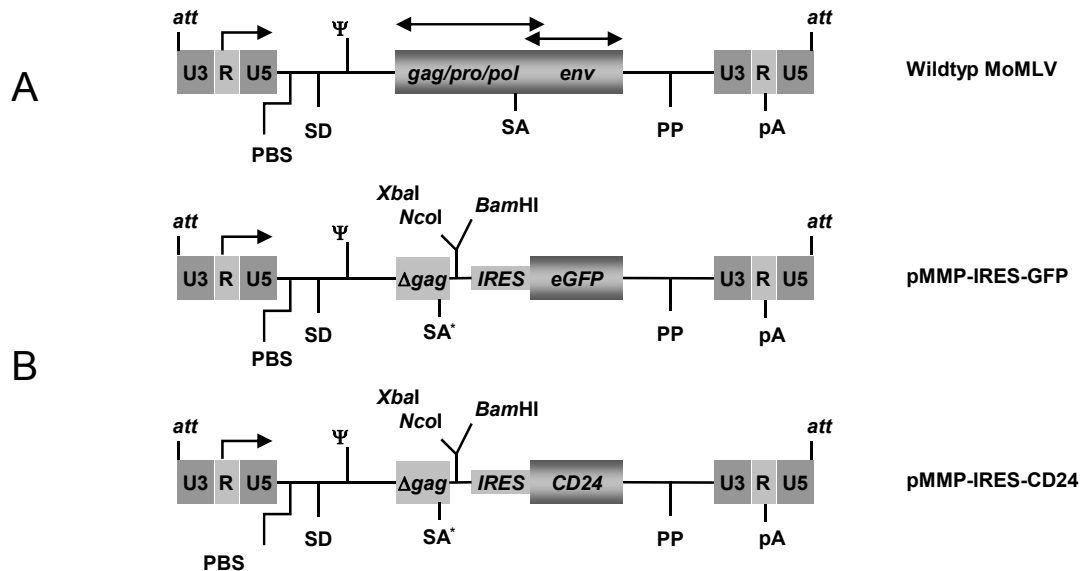 A
att
att
Ψ
U3 R U5
gag/pro/pol env
U3 R U5
Wildtyp MoMLV
PBS
SD
SA
PP
pA
B
XbaI
NcoI
BamHI
att
att
Ψ
U3 R U5
Δgag
IRES
eGFP
U3 R U5
pMMP-IRES-GFP
PBS
SD
SA*
PP
pA
XbaI
NcoI
BamHI
att
att
Ψ
U3 R U5
Δgag
IRES
CD24
U3 R U5
pMMP-IRES-CD24
PBS
SD
SA*
PP
pA